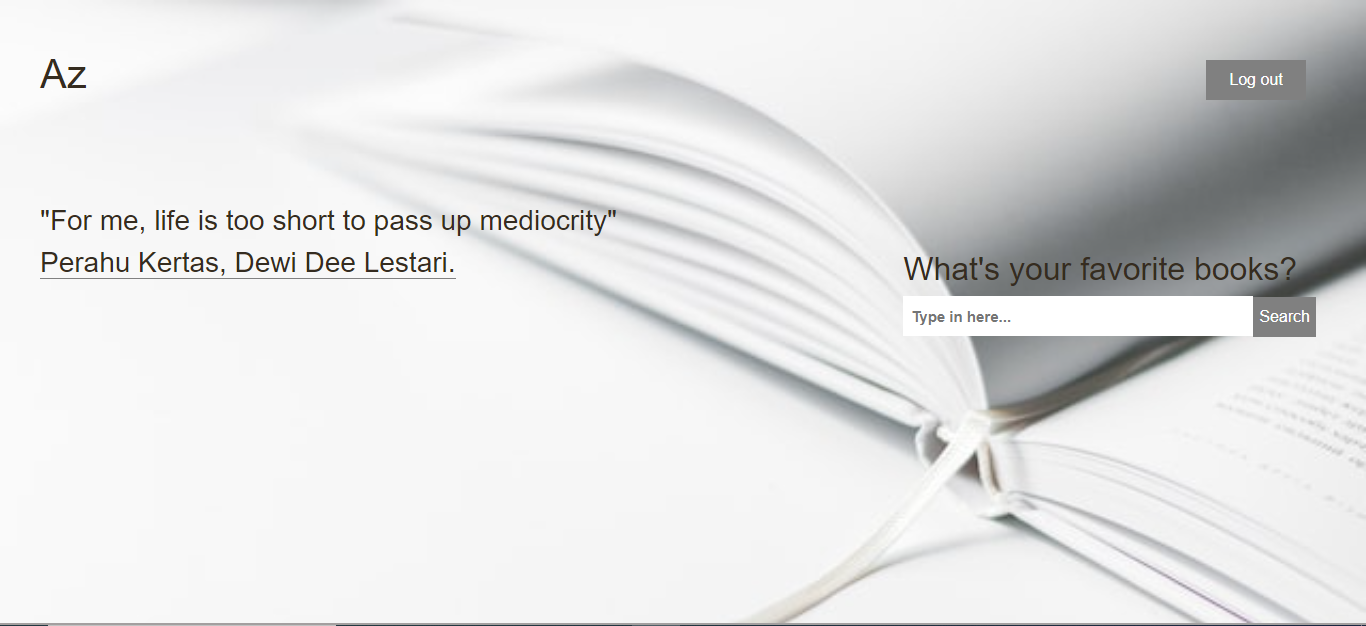 Az
Log out
"For me, life is too short to pass up mediocrity"
Perahu Kertas, Dewi Dee Lestari.
What's your favorite books?
Type in here...
Search